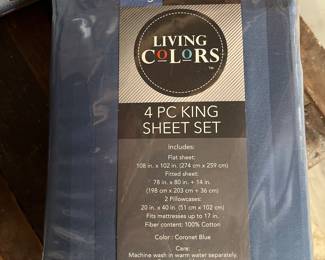 LIVING
COLORS
TM
4 PC KING
SHEET SET
Includes:
Flat sheet:
108 in. x 102 in. (274 cm x 259 cm)
Fitted sheet:
78 in. x 80 in. + 14 in.
(198 cm x 203 cm + 36 cm)
2 Pillowcases:
20 in. x 40 in. (51 cm x 102 cm)
Fits mattresses up to 17 in.
Fiber content: 100% Cotton
Color : Coronet Blue
Care:
Machine wash in warm water separately.